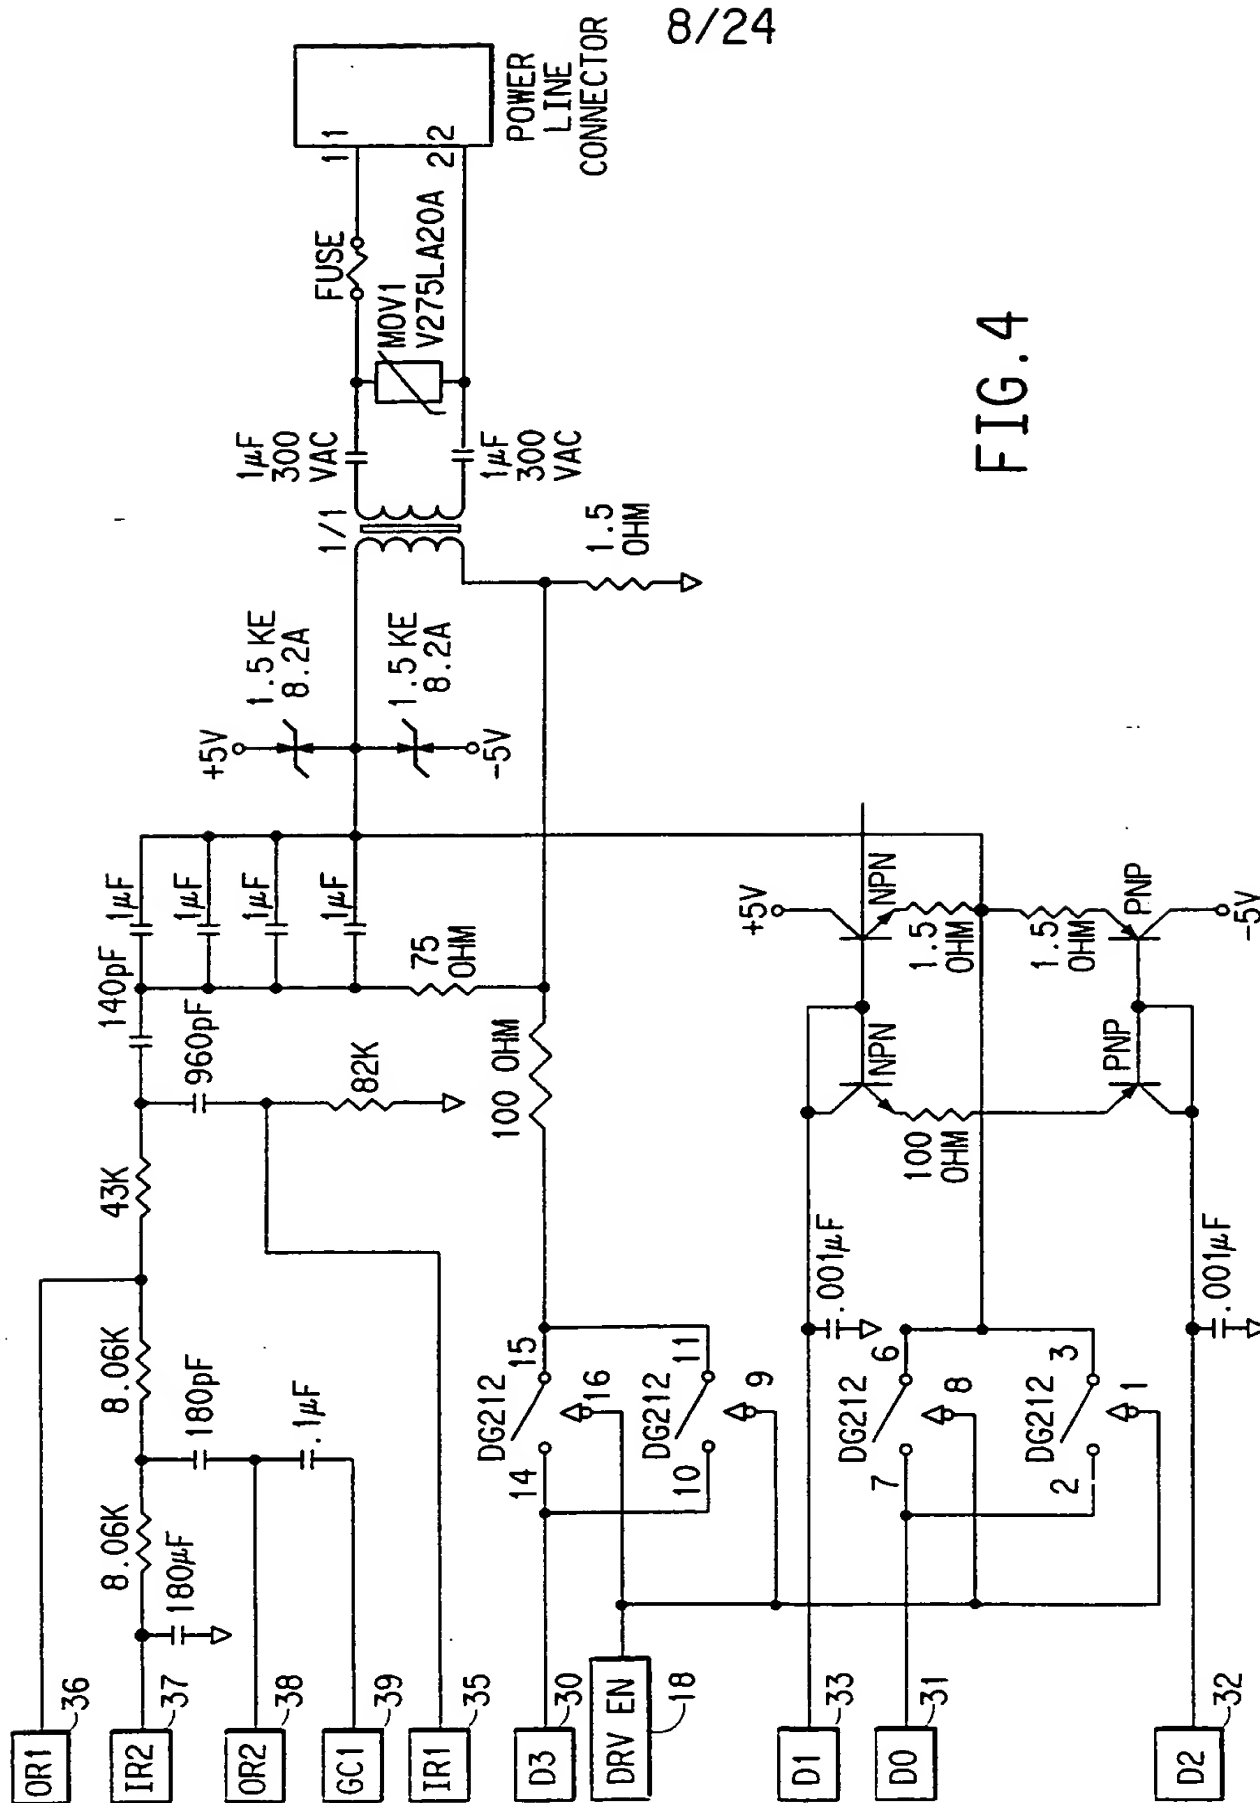 8/24
OR1
36
IR2
37
OR2
38
GC1
39
IR1
35
D3
30
DRV EN
18
D1
33
D0
31
D2
32
8.06K
180µF
8.06K
180pF
.1µF
43K
140pF
960pF
82K
1µF
1µF
1µF
1µF
75
OHM
100 OHM
+5V
1.5KE
8.2A
1.5KE
8.2A
-5V
1/1
1µF
300
VAC
1µF
300
VAC
1.5
OHM
FUSE
MOV1
V275LA20A
1
1
2
2
POWER
LINE
CONNECTOR
DG212
14
15
16
DG212
10
11
9
DG212
7
6
8
DG212
2
3
1
.001µF
.001µF
NPN
100
OHM
PNP
+5V
NPN
1.5
OHM
1.5
OHM
PNP
-5V
FIG.4